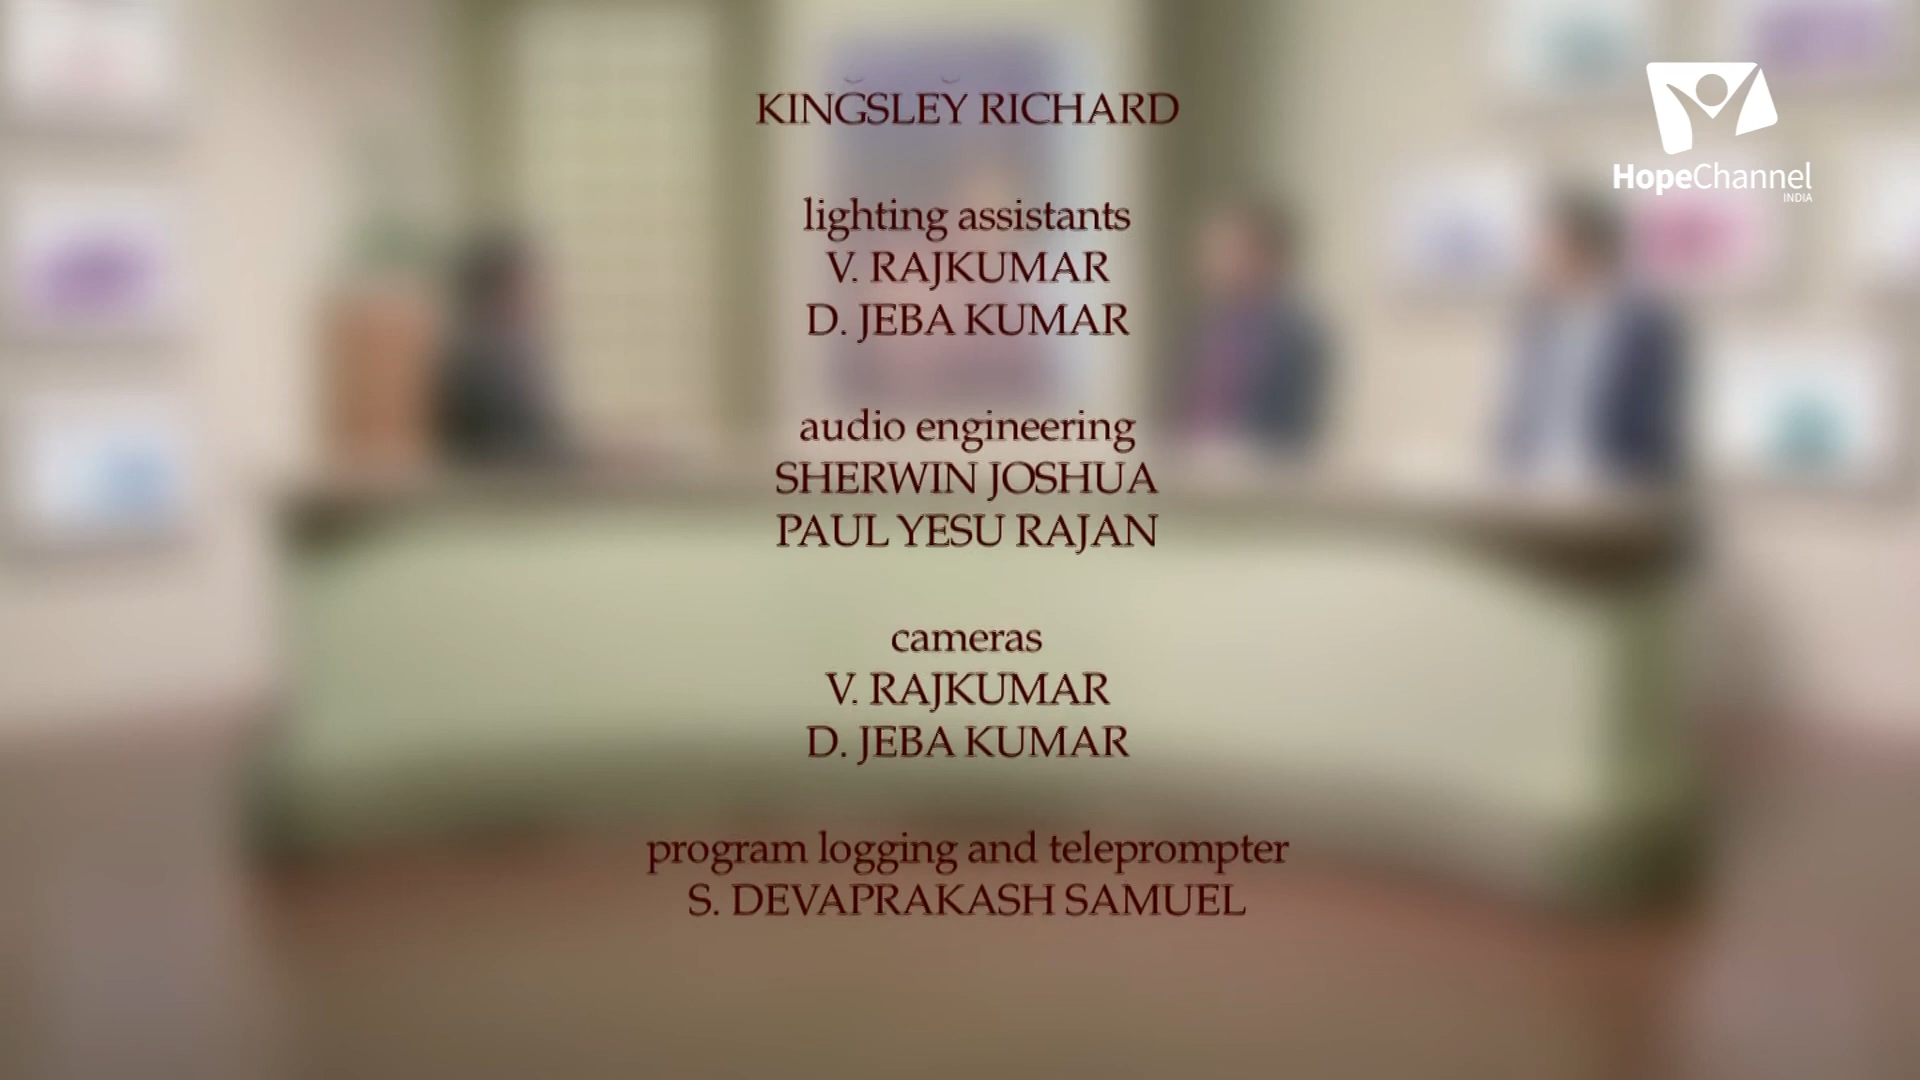 KINGSLEY RICHARD
lighting assistants
V. RAJKUMAR
D. JEBA KUMAR
audio engineering
SHERWIN JOSHUA
PAUL YESU RAJAN
cameras
V. RAJKUMAR
D. JEBA KUMAR
program logging and teleprompter
S. DEVAPRAKASH SAMUEL
HopeChannel
INDIA